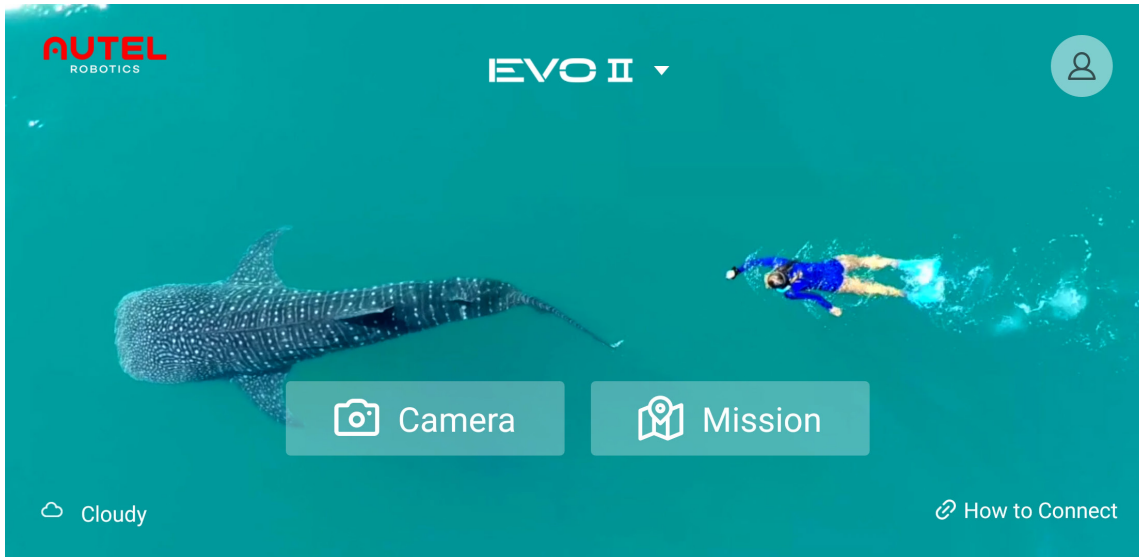 AUTEL
ROBOTICS
EVO II
Camera
Mission
Cloudy
How to Connect